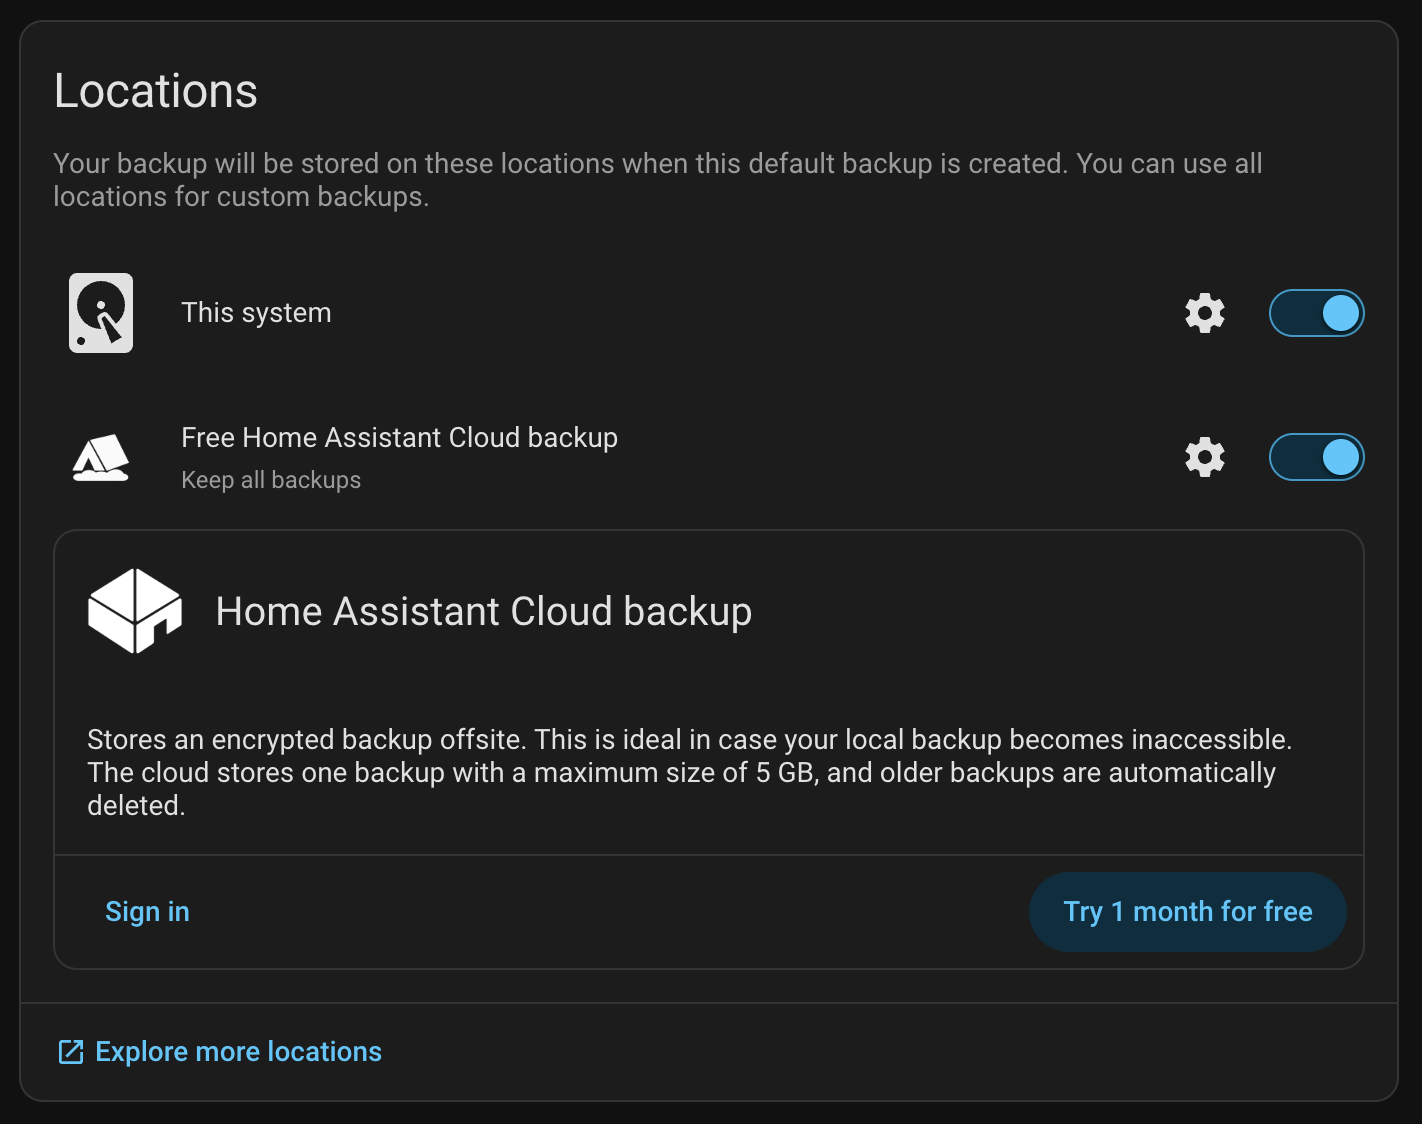 Locations
Your backup will be stored on these locations when this default backup is created. You can use all
locations for custom backups.
This system
Free Home Assistant Cloud backup
Keep all backups
Home Assistant Cloud backup
Stores an encrypted backup offsite. This is ideal in case your local backup becomes inaccessible.
The cloud stores one backup with a maximum size of 5 GB, and older backups are automatically
deleted.
Sign in
Try 1 month for free
Explore more locations